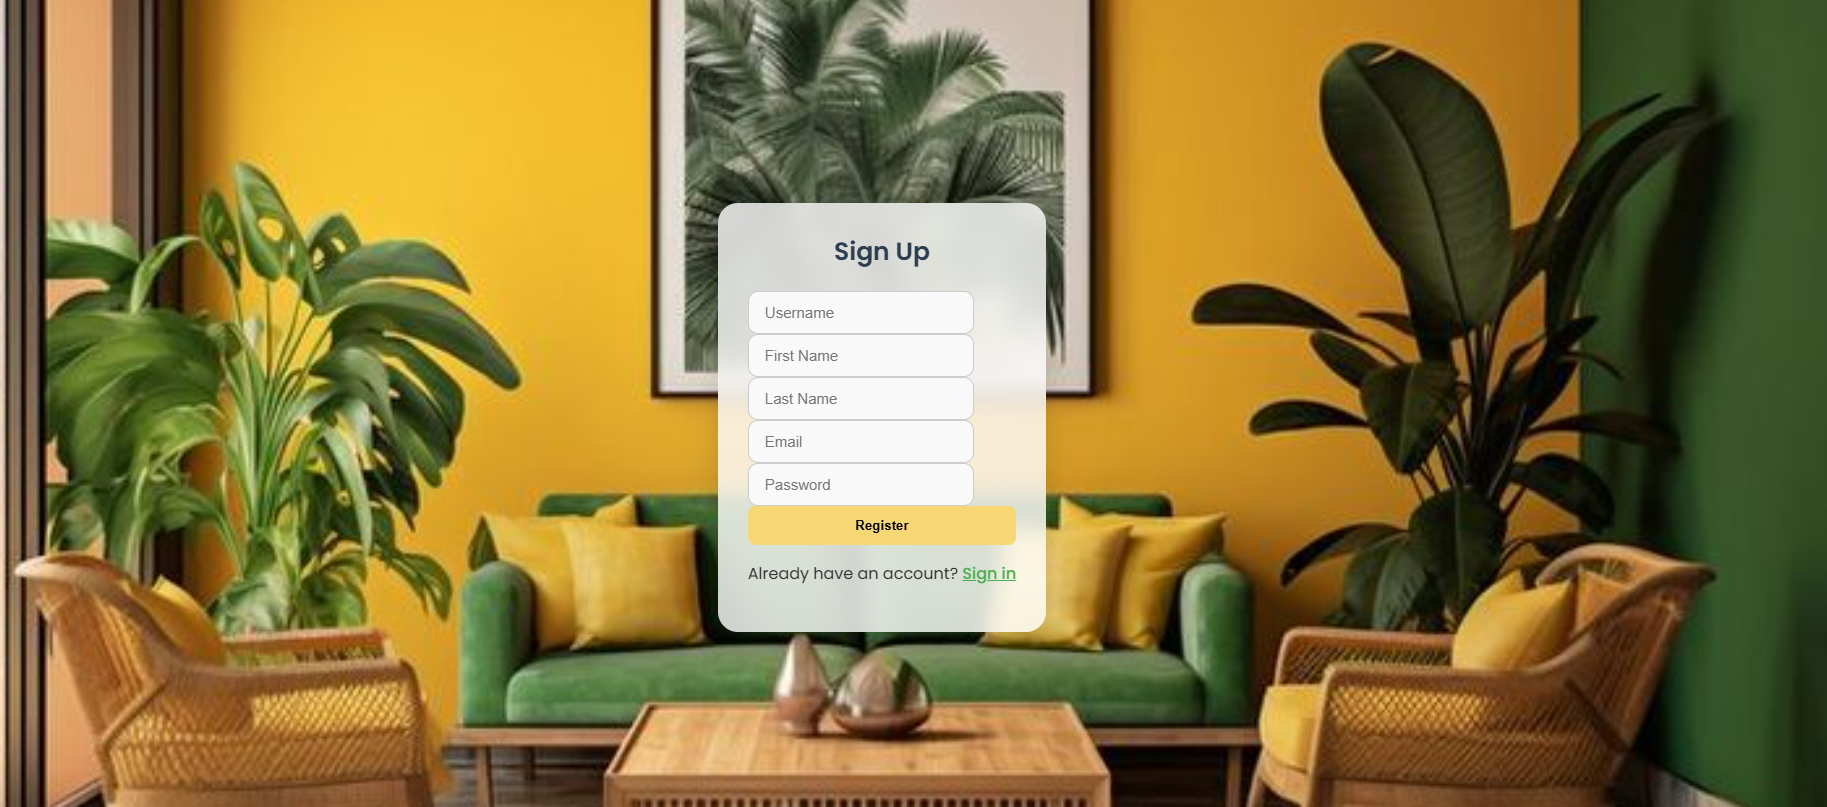 Sign Up
Username
First Name
Last Name
Email
Password
Register
Already have an account? Sign in